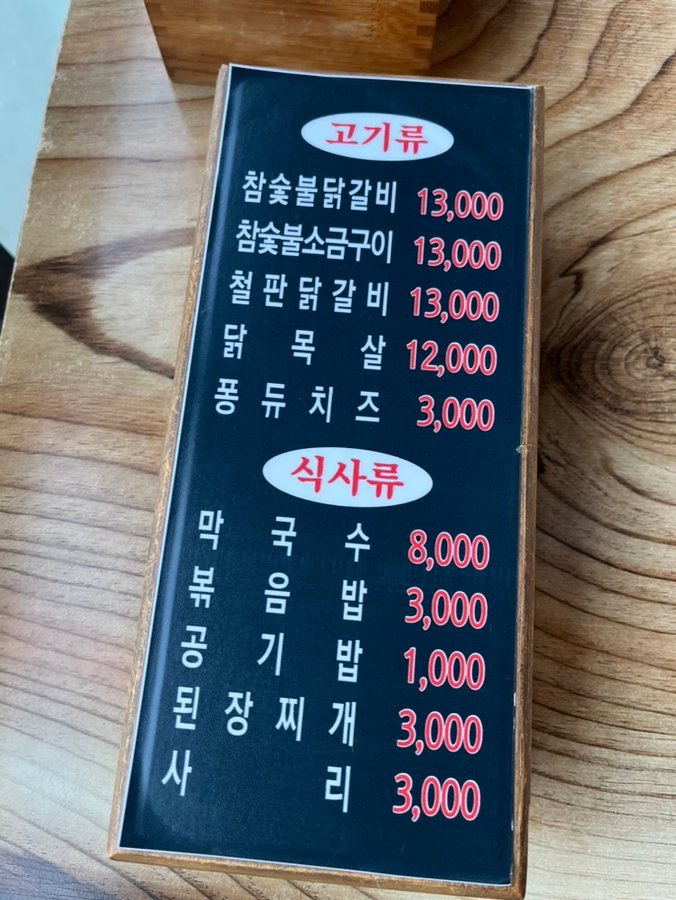 고기류
참숯불닭갈비 13,000
참숯불소금구이 13,000
철판닭갈비 13,000
닭목살 12,000
퐁듀치즈 3,000
식사류
막국수 8,000
볶음밥 3,000
공기밥 1,000
된장찌개 3,000
사리 3,000